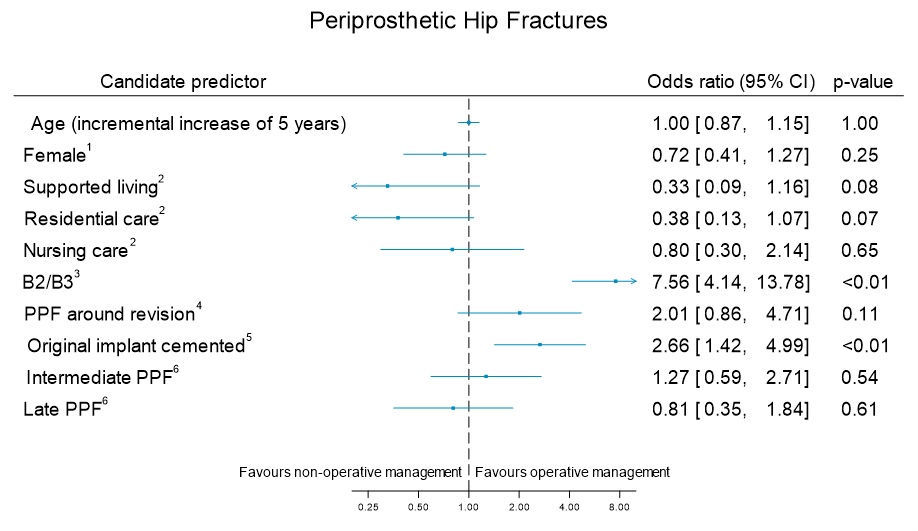 Periprosthetic Hip Fractures
Candidate predictor Odds ratio (95% CI) p-value
Age (incremental increase of 5 years) 1.00 [0.87, 1.15] 1.00
Female¹ 0.72 [0.41, 1.27] 0.25
Supported living² 0.33 [0.09, 1.16] 0.08
Residential care² 0.38 [0.13, 1.07] 0.07
Nursing care² 0.80 [0.30, 2.14] 0.65
B2/B3³ 7.56 [4.14, 13.78] <0.01
PPF around revision⁴ 2.01 [0.86, 4.71] 0.11
Original implant cemented⁵ 2.66 [1.42, 4.99] <0.01
Intermediate PPF⁶ 1.27 [0.59, 2.71] 0.54
Late PPF⁶ 0.81 [0.35, 1.84] 0.61
Favours non-operative management Favours operative management
0.25 0.50 1.00 2.00 4.00 8.00